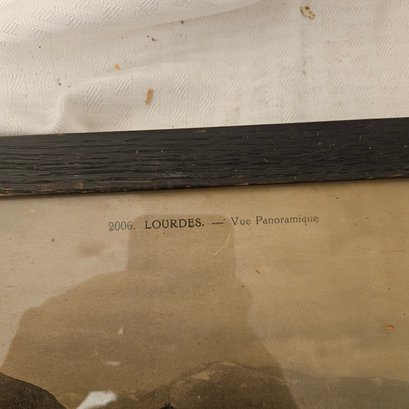 2006. LOURDES. — Vue Panoramique